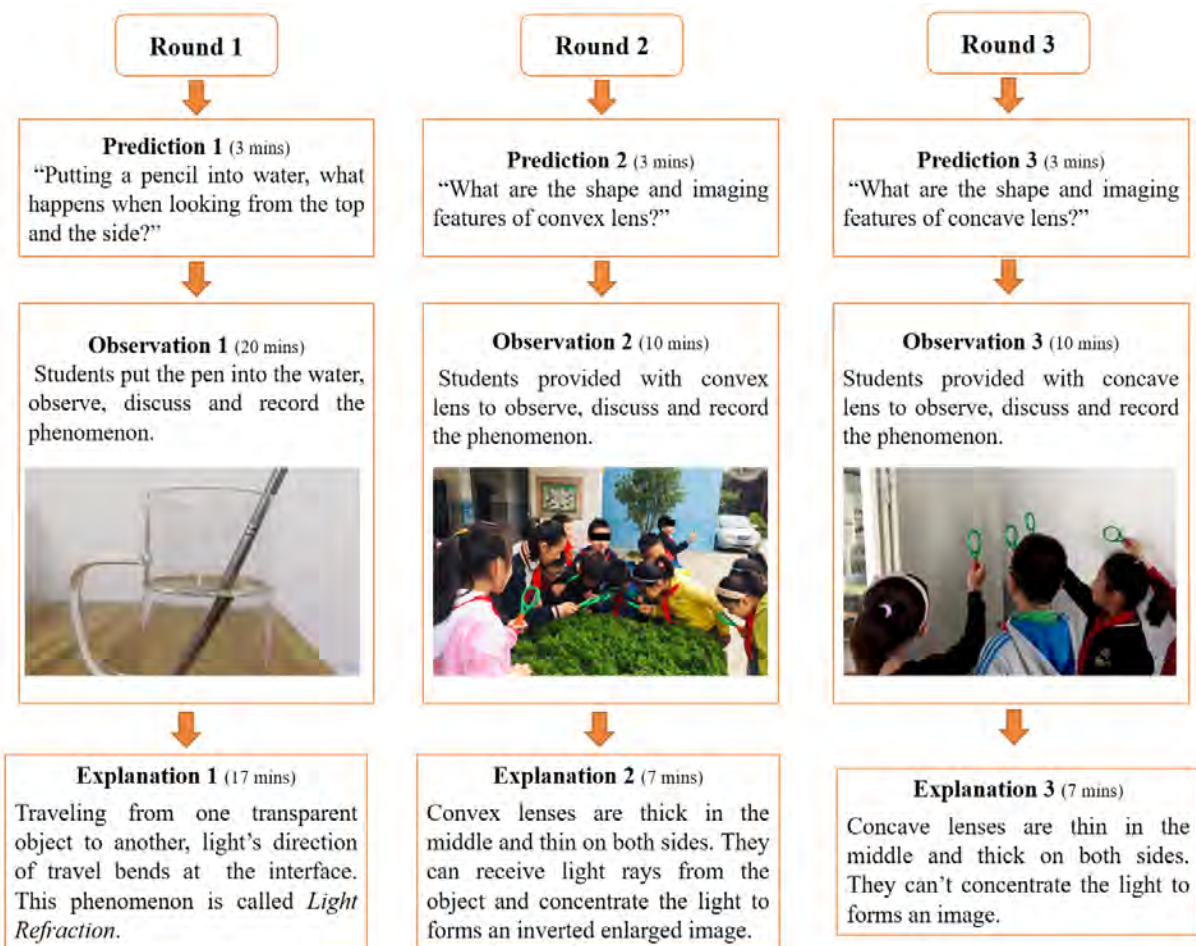 Round 1
Prediction 1 (3 mins)
“Putting a pencil into water, what
happens when looking from the top
and the side?”
Observation 1 (20 mins)
Students put the pen into the water,
observe, discuss and record the
phenomenon.
Explanation 1 (17 mins)
Traveling from one transparent
object to another, light’s direction
of travel bends at the interface.
This phenomenon is called Light
Refraction.
Round 2
Prediction 2 (3 mins)
“What are the shape and imaging
features of convex lens?”
Observation 2 (10 mins)
Students provided with convex
lens to observe, discuss and record
the phenomenon.
Explanation 2 (7 mins)
Convex lenses are thick in the
middle and thin on both sides. They
can receive light rays from the
object and concentrate the light to
forms an inverted enlarged image.
Round 3
Prediction 3 (3 mins)
“What are the shape and imaging
features of concave lens?”
Observation 3 (10 mins)
Students provided with concave
lens to observe, discuss and record
the phenomenon.
Explanation 3 (7 mins)
Concave lenses are thin in the
middle and thick on both sides.
They can’t concentrate the light to
forms an image.